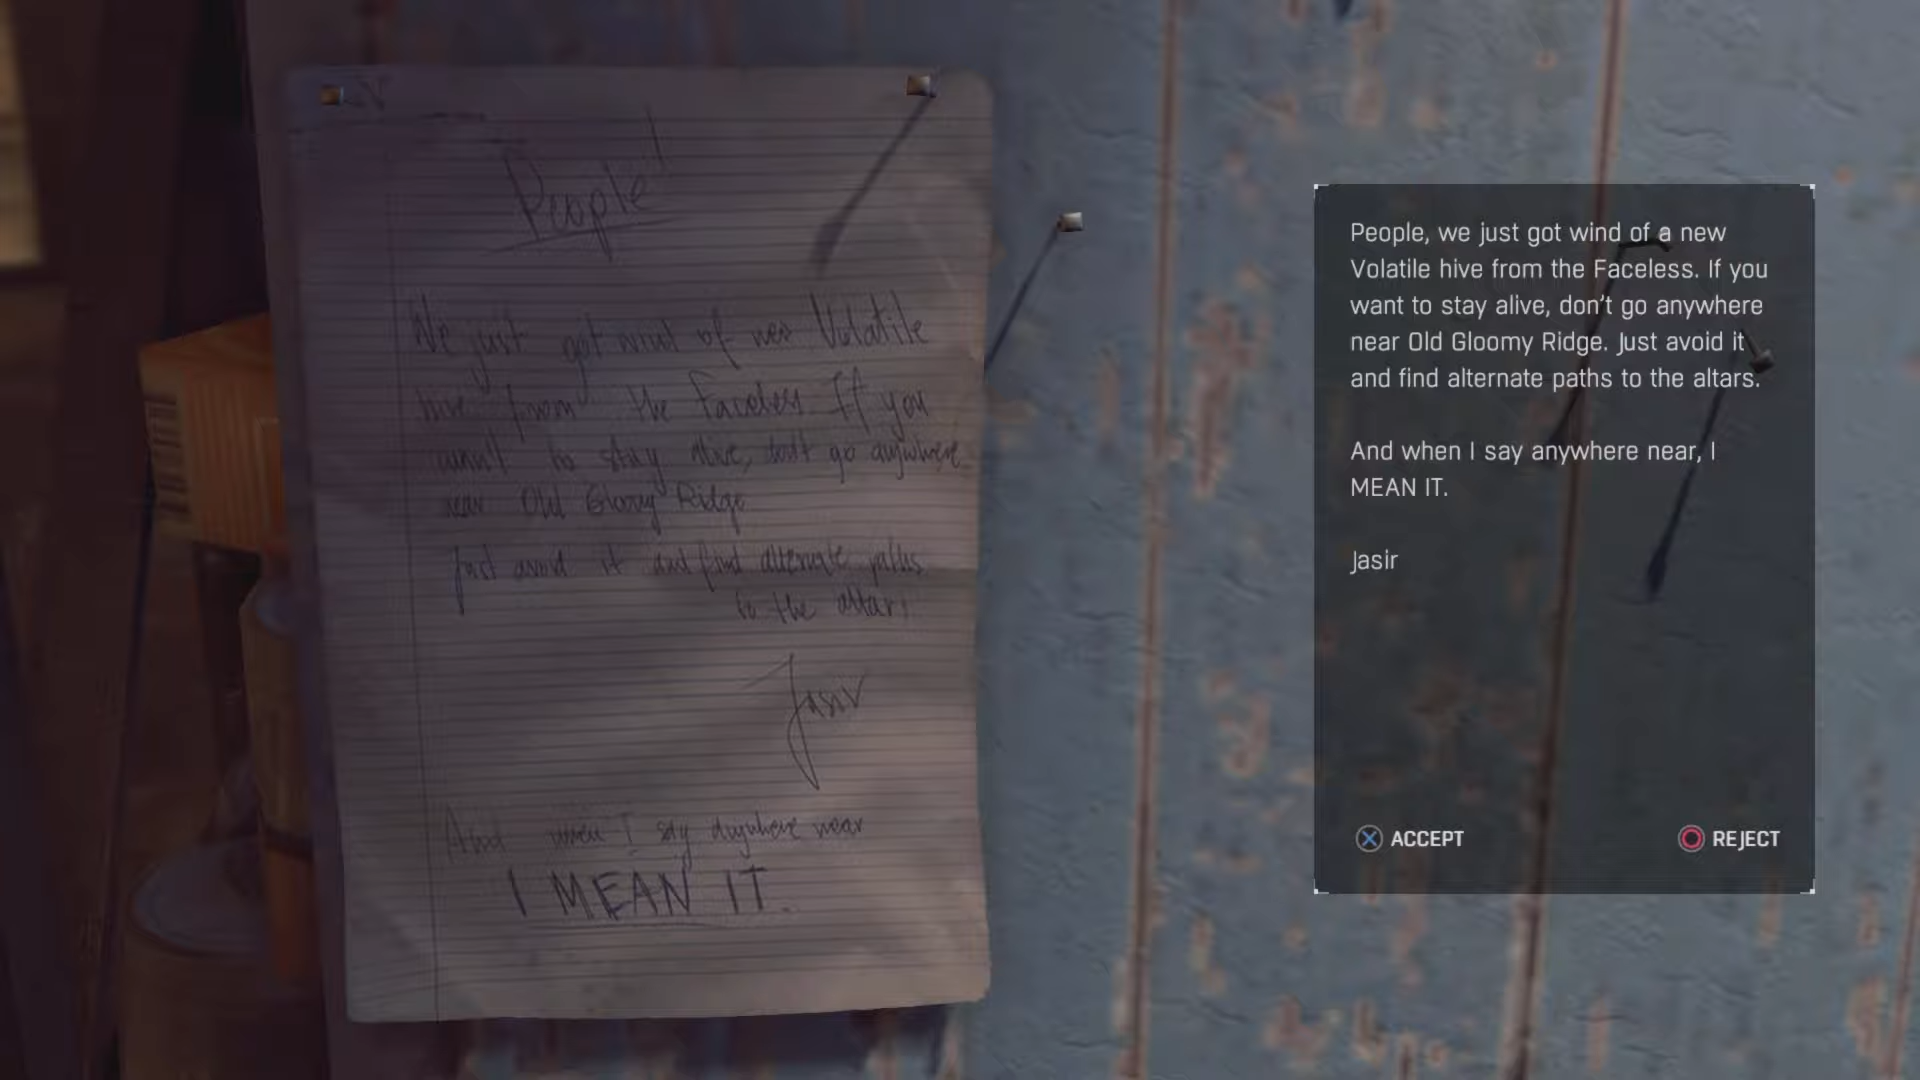 People!
We just got wind of new Volatile
hive from the Faceless If you
want to stay alive, don't go anywhere
near Old Gloomy Ridge
Just avoid it and find alternate paths
to the altars
Jasir
And when I say anywhere near
I MEAN IT.
People, we just got wind of a new
Volatile hive from the Faceless. If you
want to stay alive, don't go anywhere
near Old Gloomy Ridge. Just avoid it
and find alternate paths to the altars.
And when I say anywhere near, I
MEAN IT.
Jasir
ACCEPT
REJECT